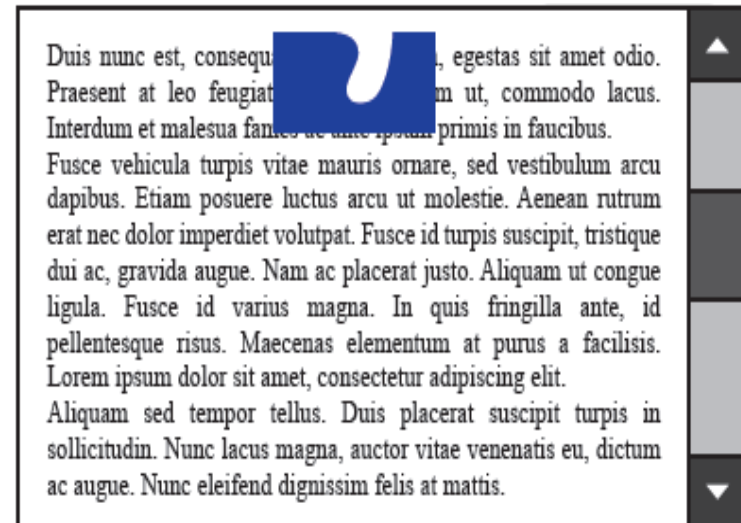 Duis nunc est, egestas sit amet odio.
Praesent at leo feugiat ut, commodo lacus.
Interdum et malesua fames ac ante ipsum primis in faucibus.
Fusce vehicula turpis vitae mauris ornare, sed vestibulum arcu
dapibus. Etiam posuere luctus arcu ut molestie. Aenean rutrum
erat nec dolor imperdiet volutpat. Fusce id turpis suscipit, tristique
dui ac, gravida augue. Nam ac placerat justo. Aliquam ut congue
ligula. Fusce id varius magna. In quis fringilla ante, id
pellentesque risus. Maecenas elementum at purus a facilisis.
Lorem ipsum dolor sit amet, consectetur adipiscing elit.
Aliquam sed tempor tellus. Duis placerat suscipit turpis in
sollicitudin. Nunc lacus magna, auctor vitae venenatis eu, dictum
ac augue. Nunc eleifend dignissim felis at mattis.